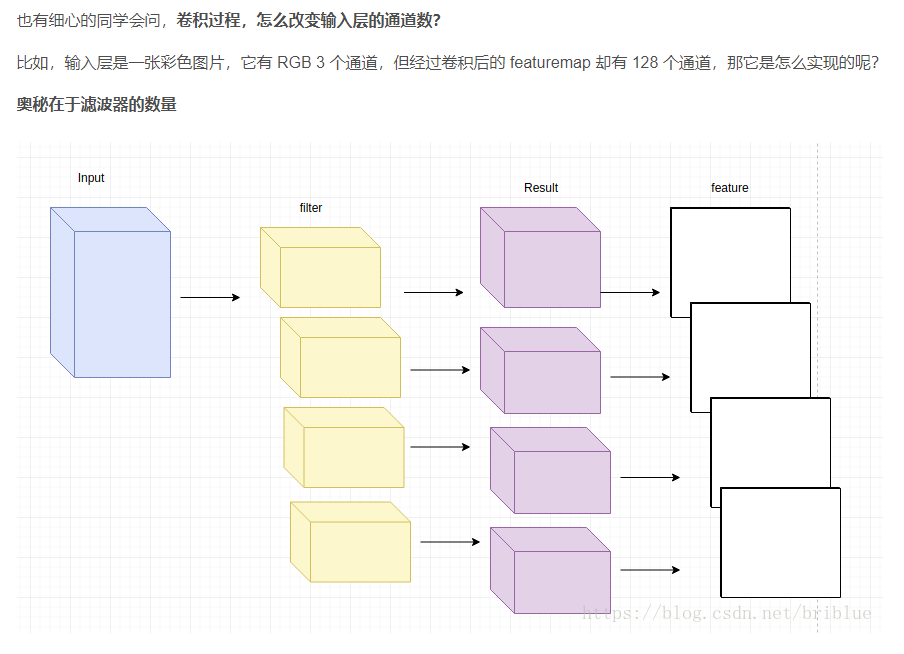 也有细心的同学会问，卷积过程，怎么改变输入层的通道数？
比如，输入层是一张彩色图片，它有 RGB 3 个通道，但经过卷积后的 featuremap 却有 128 个通道，那它是怎么实现的呢？
奥秘在于滤波器的数量
Input
filter
Result
feature
https://blog.csdn.net/briblue